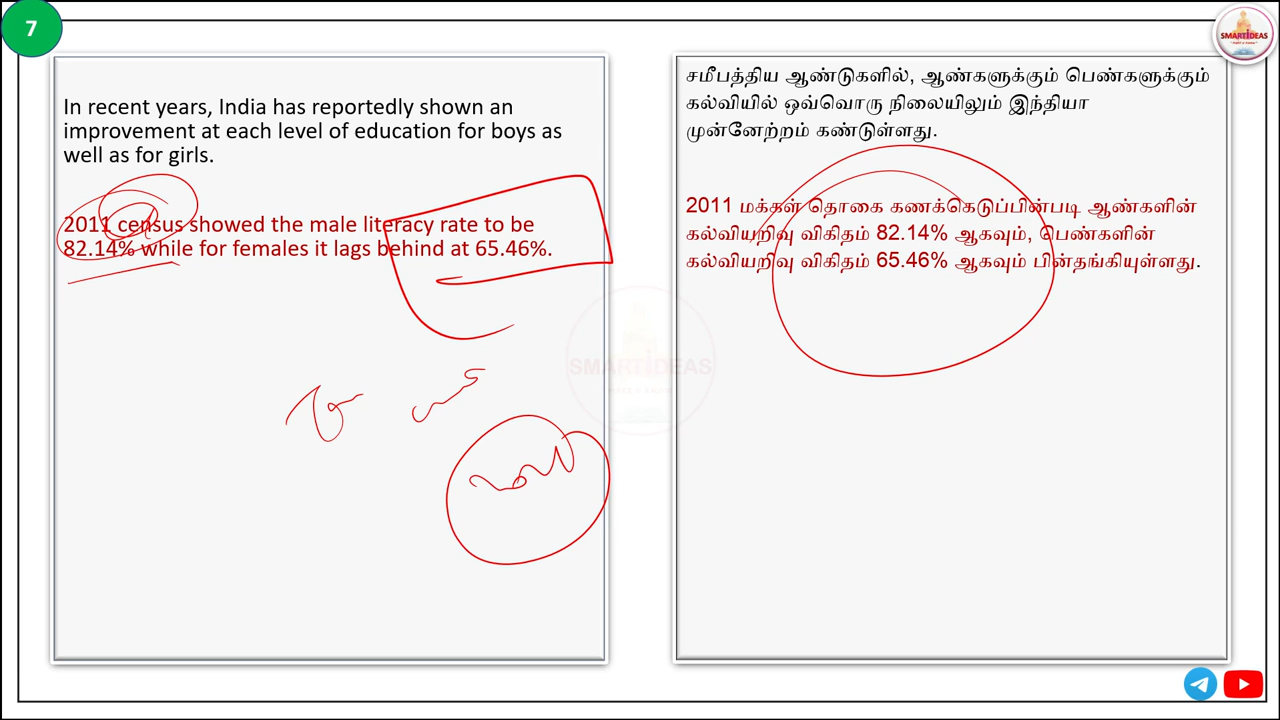 7
SMARTIDEAS
In recent years, India has reportedly shown an
improvement at each level of education for boys as
well as for girls.
2011 census showed the male literacy rate to be
82.14% while for females it lags behind at 65.46%.
சமீபத்திய ஆண்டுகளில், ஆண்களுக்கும் பெண்களுக்கும்
கல்வியில் ஒவ்வொரு நிலையிலும் இந்தியா
முன்னேற்றம் கண்டுள்ளது.
2011 மக்கள் தொகை கணக்கெடுப்பின்படி ஆண்களின்
கல்வியறிவு விகிதம் 82.14% ஆகவும், பெண்களின்
கல்வியறிவு விகிதம் 65.46% ஆகவும் பின்தங்கியுள்ளது.
SMARTIDEAS